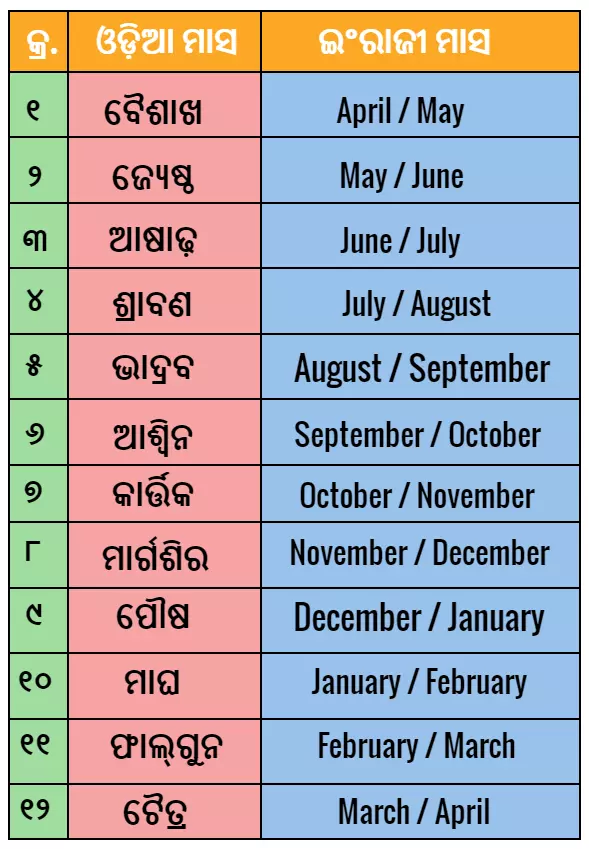 କ୍ର. ଓଡ଼ିଆ ମାସ ଇଂରାଜୀ ମାସ
୧ ବୈଶାଖ April / May
୨ ଜ୍ୟେଷ୍ଠ May / June
୩ ଆଷାଢ଼ June / July
୪ ଶ୍ରାବଣ July / August
୫ ଭାଦ୍ରବ August / September
୬ ଆଶ୍ୱିନ September / October
୭ କାର୍ତ୍ତିକ October / November
୮ ମାର୍ଗଶିର November / December
୯ ପୌଷ December / January
୧୦ ମାଘ January / February
୧୧ ଫାଲ୍‌ଗୁନ February / March
୧୨ ଚୈତ୍ର March / April